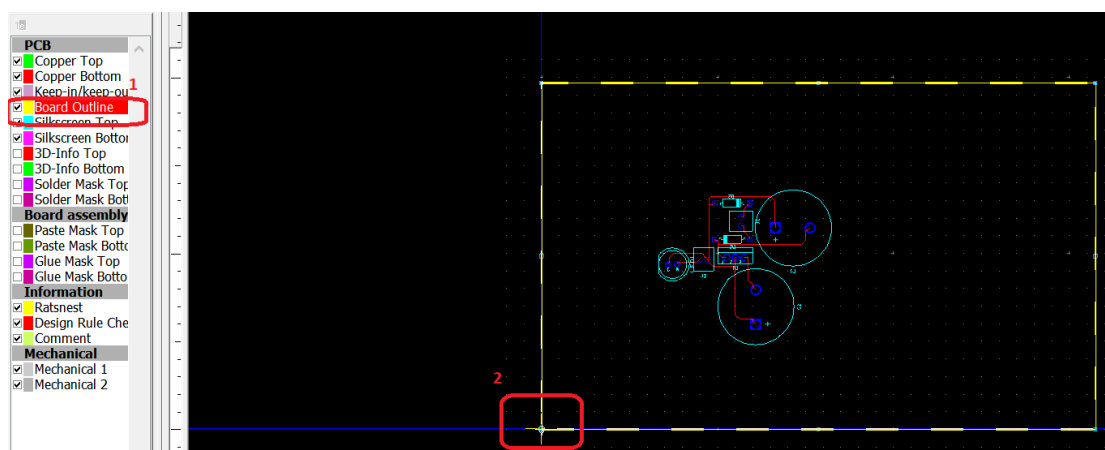 PCB
Copper Top
Copper Bottom
1
Keep-in/keep-ou
Board Outline
Silkscreen Top
Silkscreen Bottor
3D-Info Top
3D-Info Bottom
Solder Mask Top
Solder Mask Bott
Board assembly
Paste Mask Top
Paste Mask Botto
Glue Mask Top
Glue Mask Botto
Information
Ratsnest
Design Rule Che
Comment
Mechanical
Mechanical 1
Mechanical 2
2